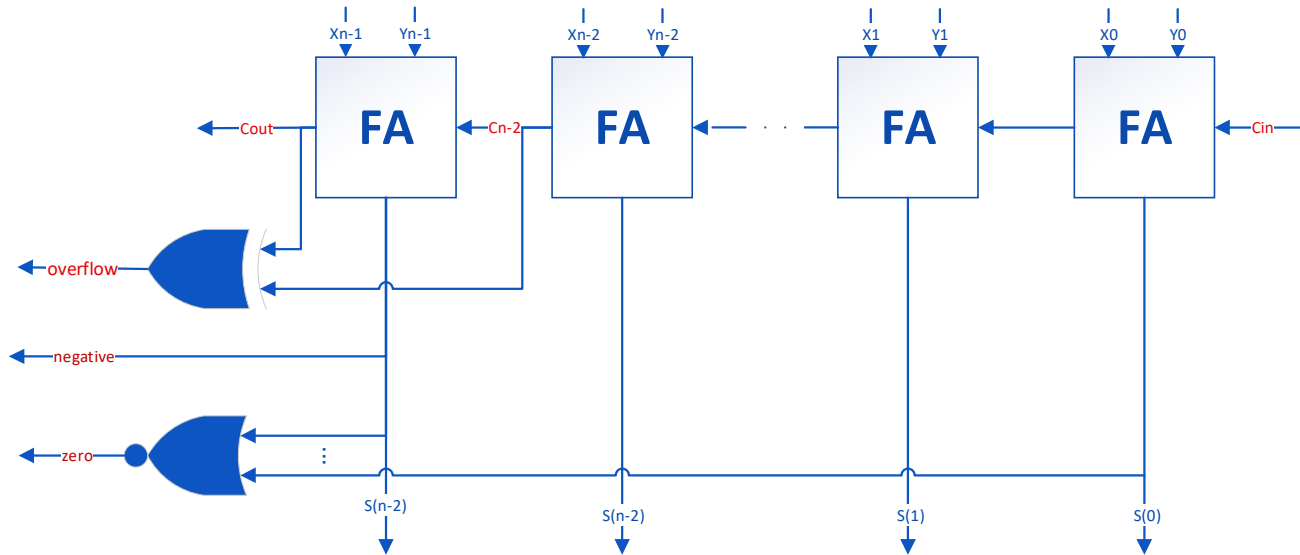 Xn-1 Yn-1 Xn-2 Yn-2 X1 Y1 X0 Y0
Cout FA Cn-2 FA . . FA FA Cin
overflow
negative
zero
S(n-2) S(n-2) S(1) S(0)